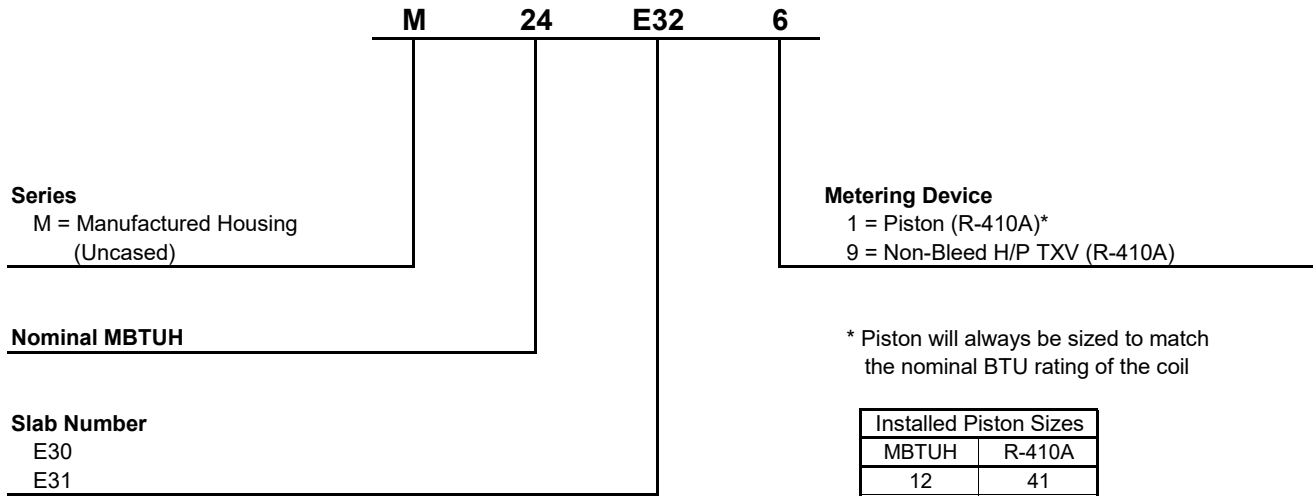 M 24 E32 6
Series
M = Manufactured Housing
(Uncased)
Metering Device
1 = Piston (R-410A)*
9 = Non-Bleed H/P TXV (R-410A)
Nominal MBTUH
* Piston will always be sized to match
the nominal BTU rating of the coil
Slab Number
E30
E31
Installed Piston Sizes
MBTUH R-410A
12 41